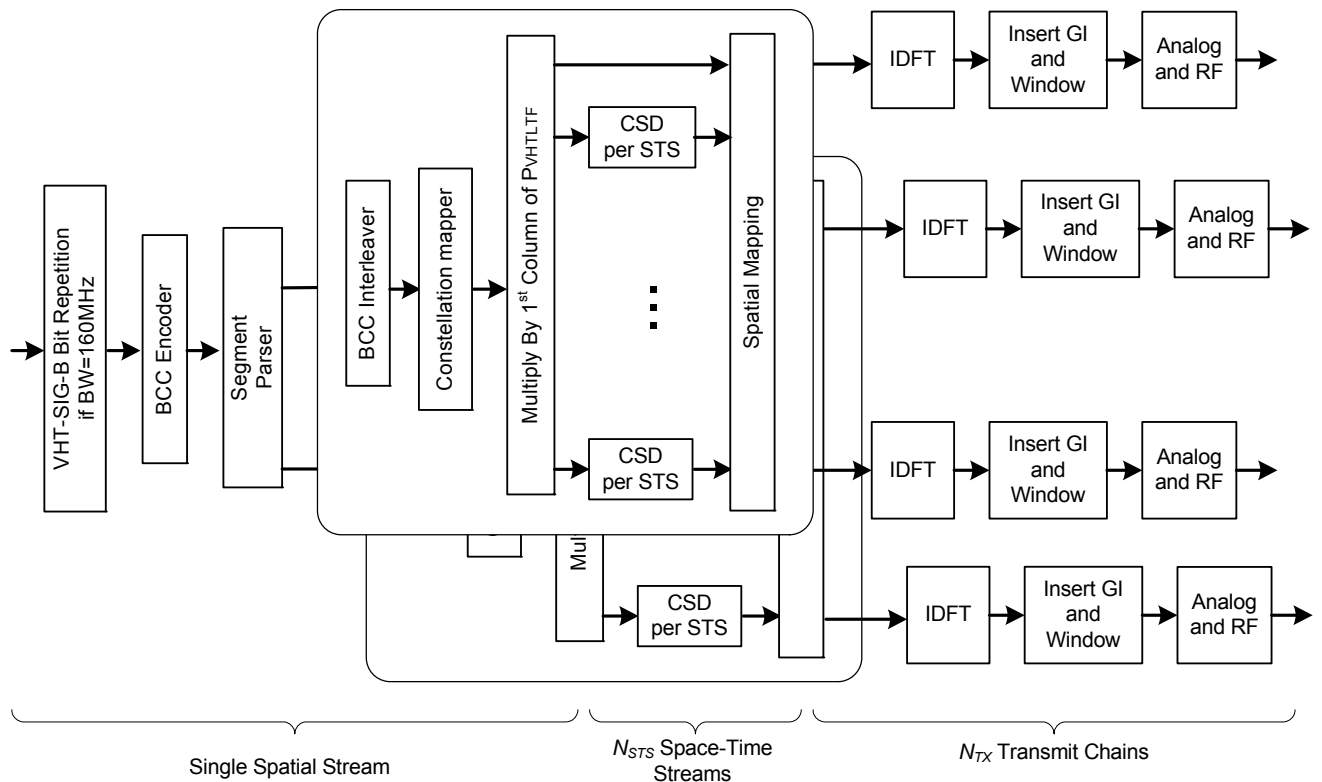 VHT-SIG-B Bit Repetition
if BW=160MHz
BCC Encoder
Segment
Parser
BCC Interleaver
Constellation mapper
Multiply By 1st Column of PVHTLTF
CSD
per STS
CSD
per STS
Spatial Mapping
IDFT
Insert GI
and
Window
Analog
and RF
IDFT
Insert GI
and
Window
Analog
and RF
IDFT
Insert GI
and
Window
Analog
and RF
Mul
CSD
per STS
IDFT
Insert GI
and
Window
Analog
and RF
Single Spatial Stream
NSTS Space-Time
Streams
NTX Transmit Chains